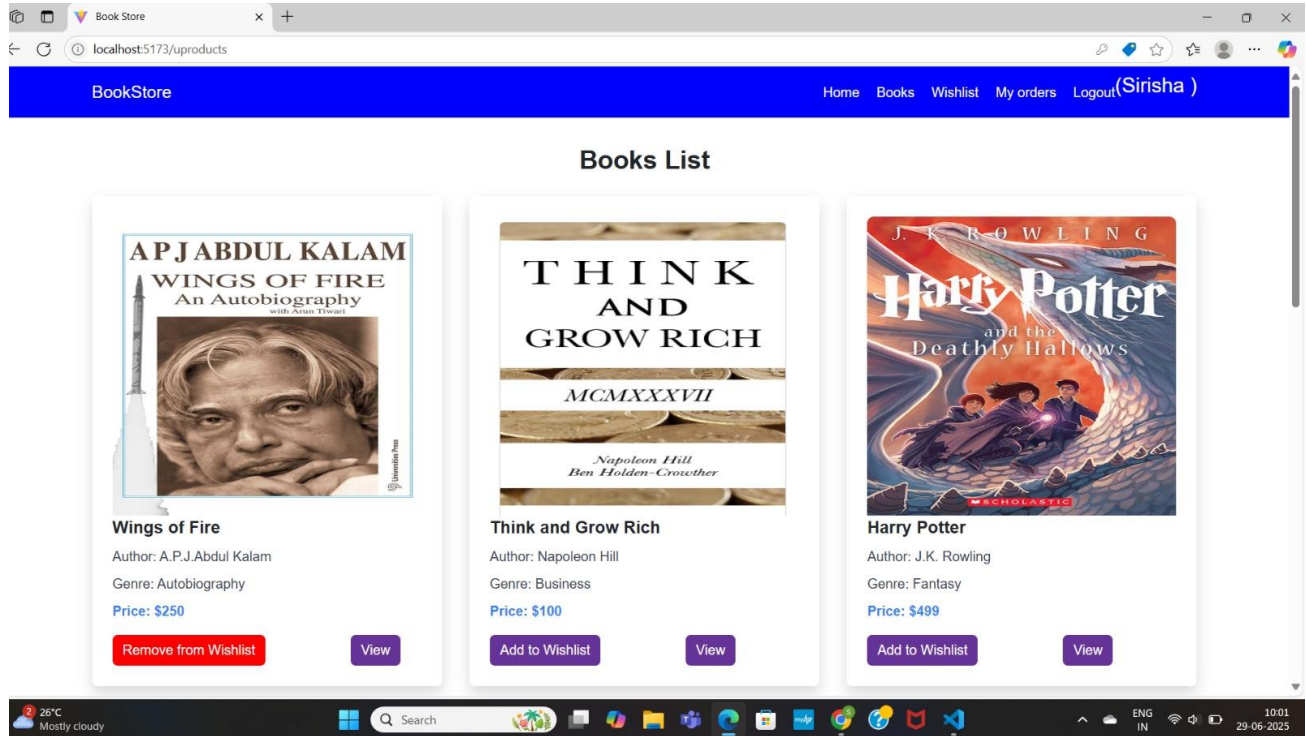 Book Store
localhost:5173/uproducts
BookStore
Home Books Wishlist My orders Logout(Sirisha )
Books List
A P J ABDUL KALAM
WINGS OF FIRE
An Autobiography
with Arun Tiwari
Universities Press
Wings of Fire
Author: A.P.J.Abdul Kalam
Genre: Autobiography
Price: $250
Remove from Wishlist View
THINK
AND
GROW RICH
MCMXXXVII
Napoleon Hill
Ben Holden-Crowther
Think and Grow Rich
Author: Napoleon Hill
Genre: Business
Price: $100
Add to Wishlist View
J. K. ROWLING
Harry Potter
and the
Deathly Hallows
SCHOLASTIC
Harry Potter
Author: J.K. Rowling
Genre: Fantasy
Price: $499
Add to Wishlist View
2
26°C
Mostly cloudy
Search
ENG
IN
10:01
29-06-2025